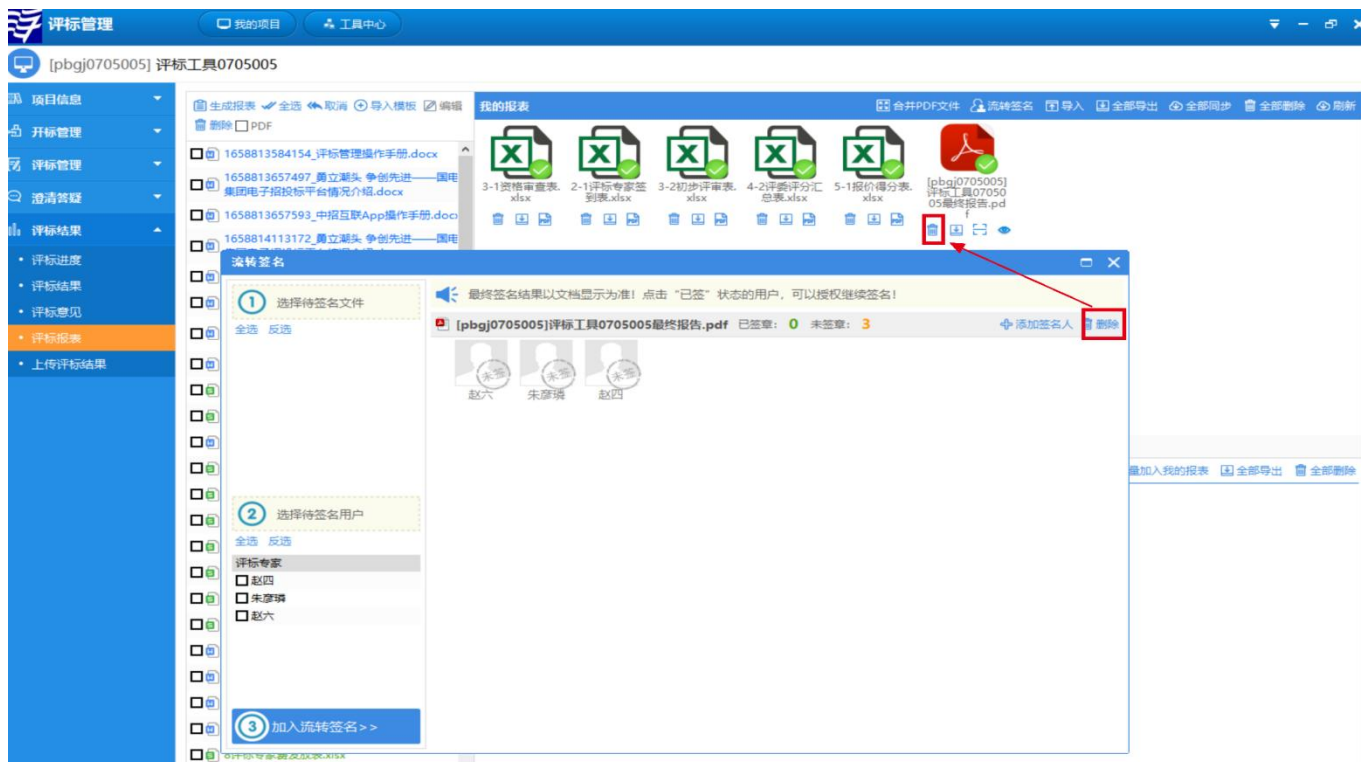 评标管理
我的项目
工具中心
[pbgj0705005] 评标工具0705005
项目信息
开标管理
评标管理
澄清答疑
评标结果
• 评标进度
• 评标结果
• 评标意见
• 评标报表
• 上传评标结果
生成报表 全选 取消 导入模板 编辑
删除 PDF
1658813584154_评标管理操作手册.docx
1658813657497_勇立潮头 争创先进——国电
集团电子招投标平台情况介绍.docx
1658813657593_中招互联App操作手册.doc
1658814113172_勇立潮头 争创先进——国电
我的报表
合并PDF文件 流转签名 导入 全部导出 全部同步 全部删除 刷新
3-1资格审查表.
xlsx
2-1评标专家签
到表.xlsx
3-2初步评审表.
xlsx
4-2评委评分汇
总表.xlsx
5-1报价得分表.
xlsx
[pbgj0705005]
评标工具07050
05最终报告.pd
f
流转签名
1 选择待签名文件
全选 反选
最终签名结果以文档显示为准！点击“已签”状态的用户，可以授权继续签名！
[pbgj0705005]评标工具0705005最终报告.pdf 已签章： 0 未签章： 3
添加签名人 删除
未签 未签 未签
赵六 朱彦璘 赵四
2 选择待签名用户
全选 反选
评标专家
赵四
朱彦璘
赵六
3 加入流转签名>>
量加入我的报表 全部导出 全部删除